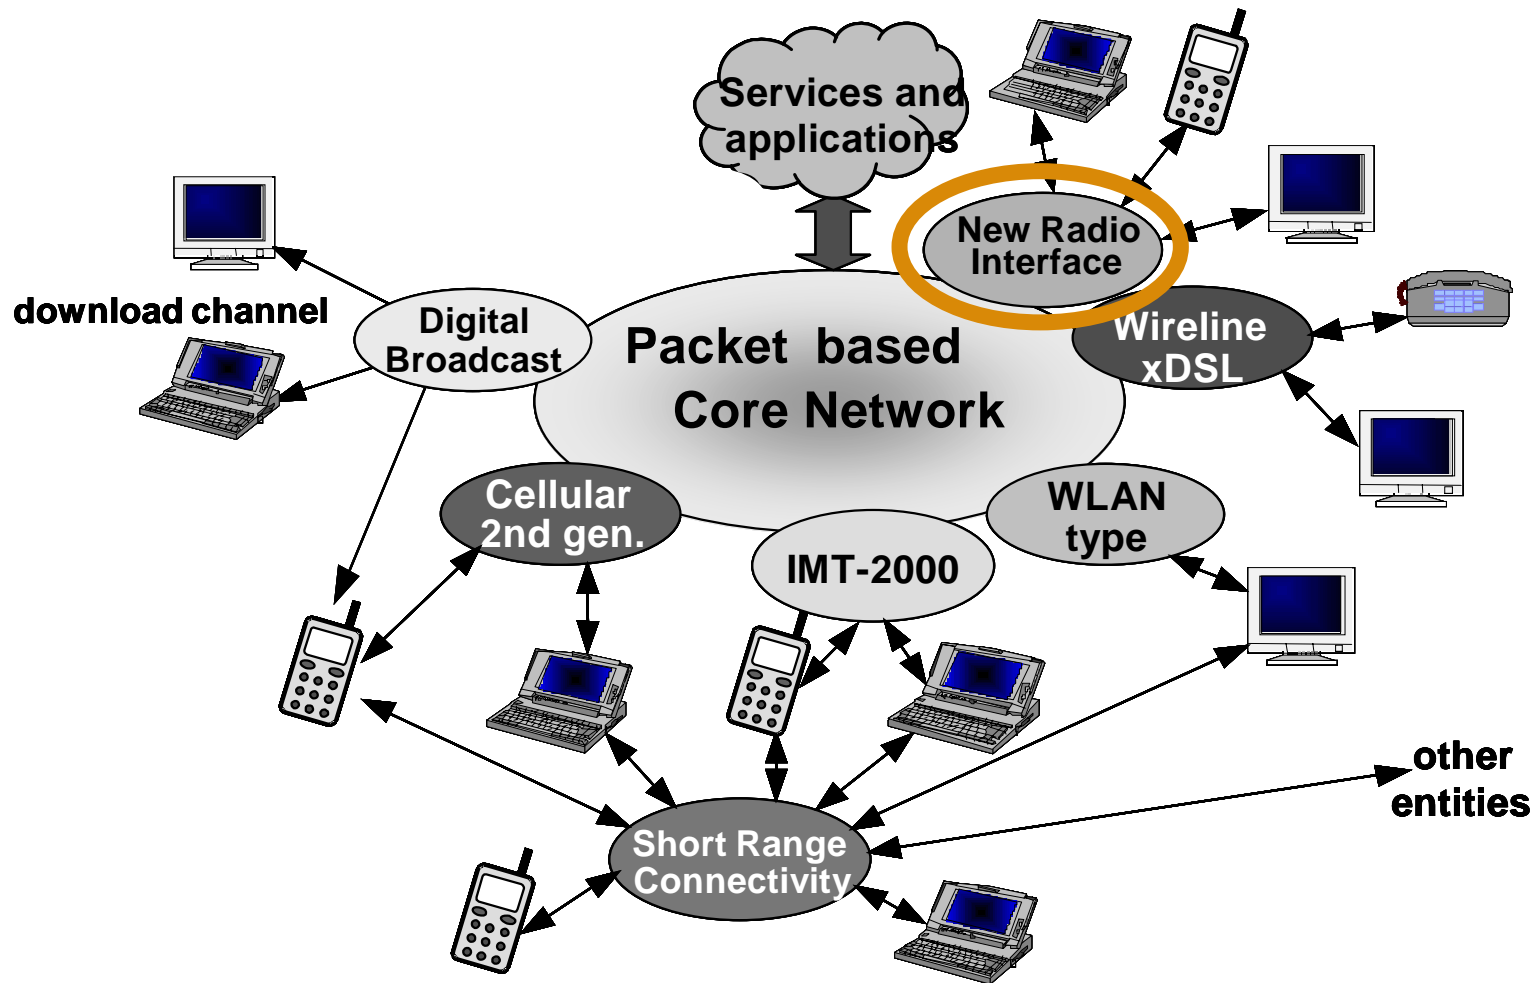 Services and
applications
New Radio
Interface
download channel
Digital
Broadcast
Packet based
Core Network
Wireline
xDSL
Cellular
2nd gen.
IMT-2000
WLAN
type
other
entities
Short Range
Connectivity